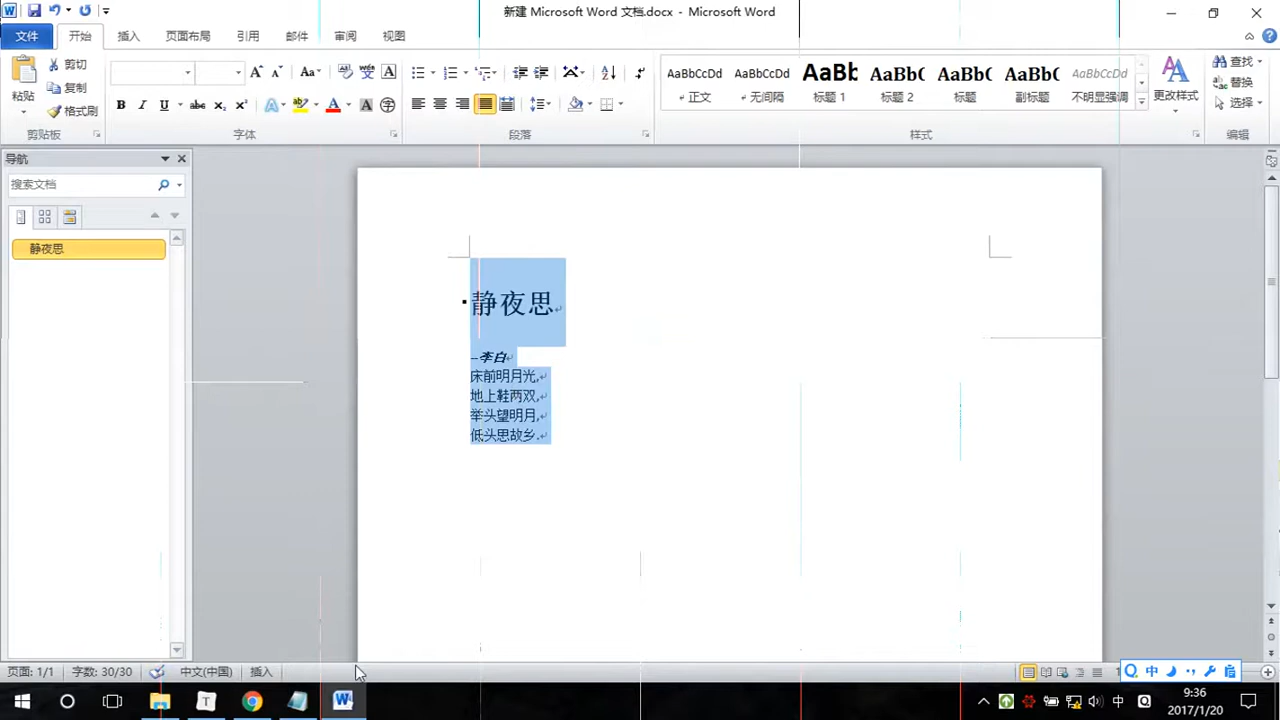 新建 Microsoft Word 文档.docx - Microsoft Word
文件 开始 插入 页面布局 引用 邮件 审阅 视图
粘贴 剪切 复制 格式刷
剪贴板 字体 段落 样式 编辑
AaBbCcDd AaBbCcDd AaBb AaBbC AaBbC AaBbC AaBbCcDd
正文 无间隔 标题 1 标题 2 标题 副标题 不明显强调
更改样式
查找
替换
选择
导航
搜索文档
静夜思
静夜思
–李白
床前明月光,
地上鞋两双,
举头望明月,
低头思故乡.
页面: 1/1 字数: 30/30 中文(中国) 插入
中
中
9:36
2017/1/20